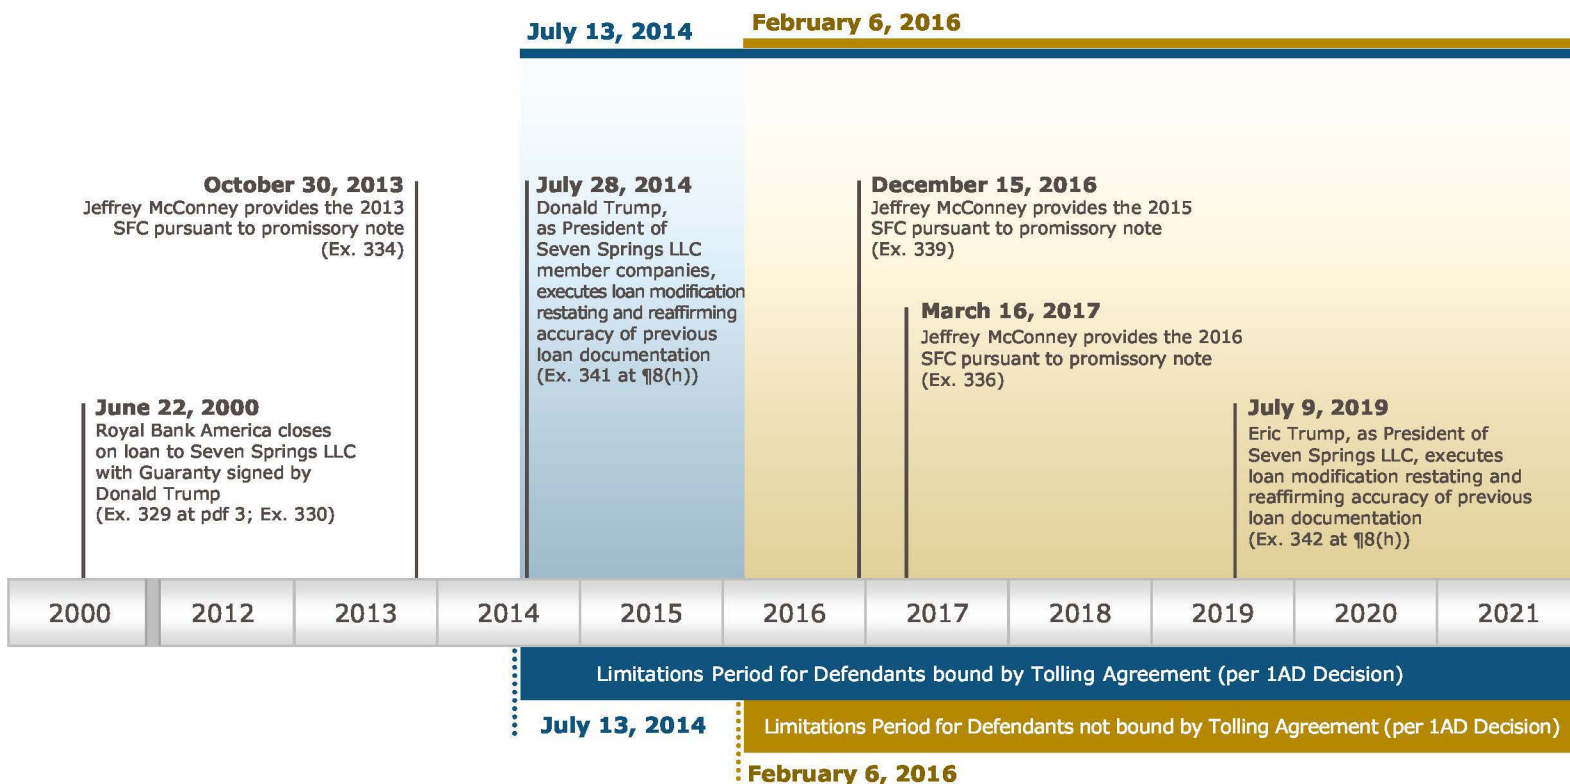 July 13, 2014
February 6, 2016
October 30, 2013
Jeffrey McConney provides the 2013
SFC pursuant to promissory note
(Ex. 334)
July 28, 2014
Donald Trump,
as President of
Seven Springs LLC
member companies,
executes loan modification
restating and reaffirming
accuracy of previous
loan documentation
(Ex. 341 at ¶8(h))
December 15, 2016
Jeffrey McConney provides the 2015
SFC pursuant to promissory note
(Ex. 339)
March 16, 2017
Jeffrey McConney provides the 2016
SFC pursuant to promissory note
(Ex. 336)
June 22, 2000
Royal Bank America closes
on loan to Seven Springs LLC
with Guaranty signed by
Donald Trump
(Ex. 329 at pdf 3; Ex. 330)
July 9, 2019
Eric Trump, as President of
Seven Springs LLC, executes
loan modification restating and
reaffirming accuracy of previous
loan documentation
(Ex. 342 at ¶8(h))
2000 2012 2013 2014 2015 2016 2017 2018 2019 2020 2021
Limitations Period for Defendants bound by Tolling Agreement (per 1AD Decision)
July 13, 2014
Limitations Period for Defendants not bound by Tolling Agreement (per 1AD Decision)
February 6, 2016